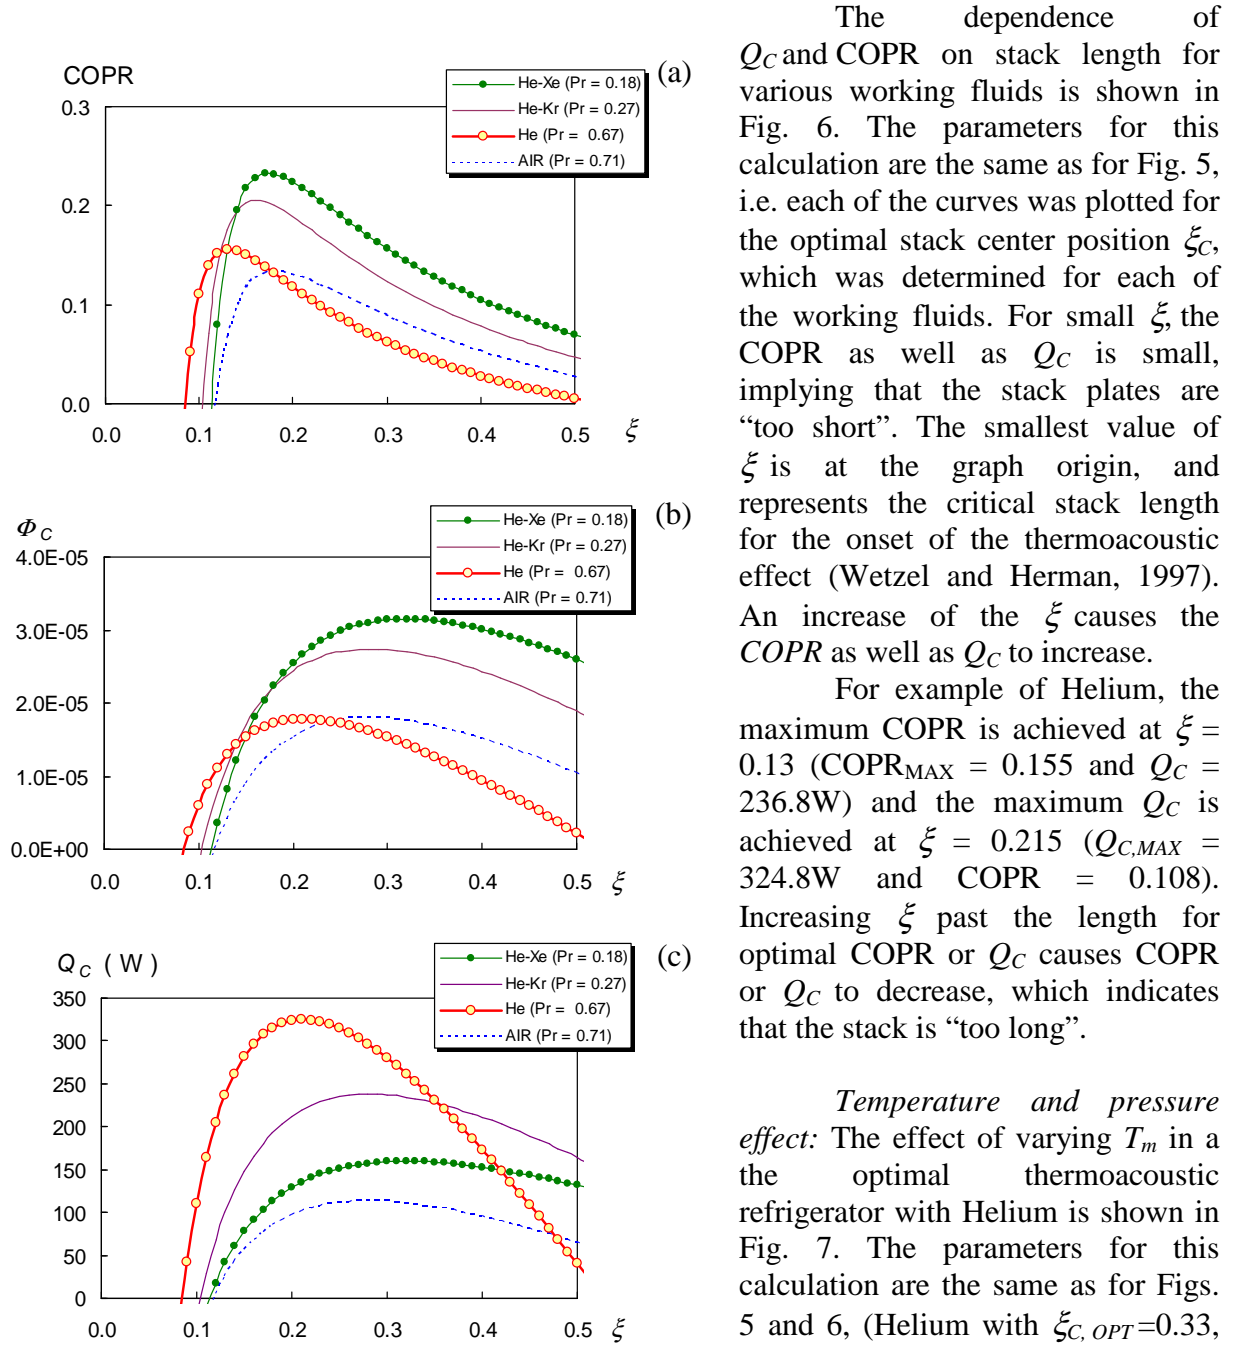 COPR
(a)
He-Xe (Pr = 0.18)
He-Kr (Pr = 0.27)
He (Pr = 0.67)
AIR (Pr = 0.71)
0.3
0.2
0.1
0.0
0.0 0.1 0.2 0.3 0.4 0.5 ξ
(b)
Φ_C
He-Xe (Pr = 0.18)
He-Kr (Pr = 0.27)
He (Pr = 0.67)
AIR (Pr = 0.71)
4.0E-05
3.0E-05
2.0E-05
1.0E-05
0.0E+00
0.0 0.1 0.2 0.3 0.4 0.5 ξ
(c)
Q_C (W)
He-Xe (Pr = 0.18)
He-Kr (Pr = 0.27)
He (Pr = 0.67)
AIR (Pr = 0.71)
350
300
250
200
150
100
50
0
0.0 0.1 0.2 0.3 0.4 0.5 ξ
The dependence of
Q_C and COPR on stack length for
various working fluids is shown in
Fig. 6. The parameters for this
calculation are the same as for Fig. 5,
i.e. each of the curves was plotted for
the optimal stack center position ξ_C,
which was determined for each of
the working fluids. For small ξ, the
COPR as well as Q_C is small,
implying that the stack plates are
“too short”. The smallest value of
ξ is at the graph origin, and
represents the critical stack length
for the onset of the thermoacoustic
effect (Wetzel and Herman, 1997).
An increase of the ξ causes the
COPR as well as Q_C to increase.
For example of Helium, the
maximum COPR is achieved at ξ =
0.13 (COPR_MAX = 0.155 and Q_C =
236.8W) and the maximum Q_C is
achieved at ξ = 0.215 (Q_C,MAX =
324.8W and COPR = 0.108).
Increasing ξ past the length for
optimal COPR or Q_C causes COPR
or Q_C to decrease, which indicates
that the stack is “too long”.
Temperature and pressure
effect: The effect of varying T_m in a
the optimal thermoacoustic
refrigerator with Helium is shown in
Fig. 7. The parameters for this
calculation are the same as for Figs.
5 and 6, (Helium with ξ_C, OPT=0.33,